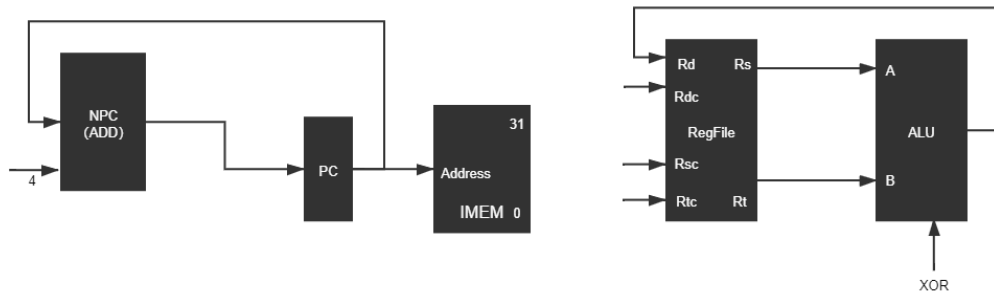 NPC
(ADD)
4
PC
31
Address
IMEM 0
Rd Rs
Rdc
RegFile
Rsc
Rtc Rt
A
ALU
B
XOR